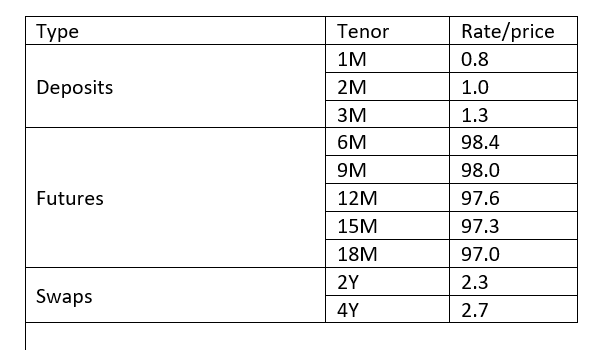 Type Tenor Rate/price
Deposits 1M 0.8
2M 1.0
3M 1.3
Futures 6M 98.4
9M 98.0
12M 97.6
15M 97.3
18M 97.0
Swaps 2Y 2.3
4Y 2.7